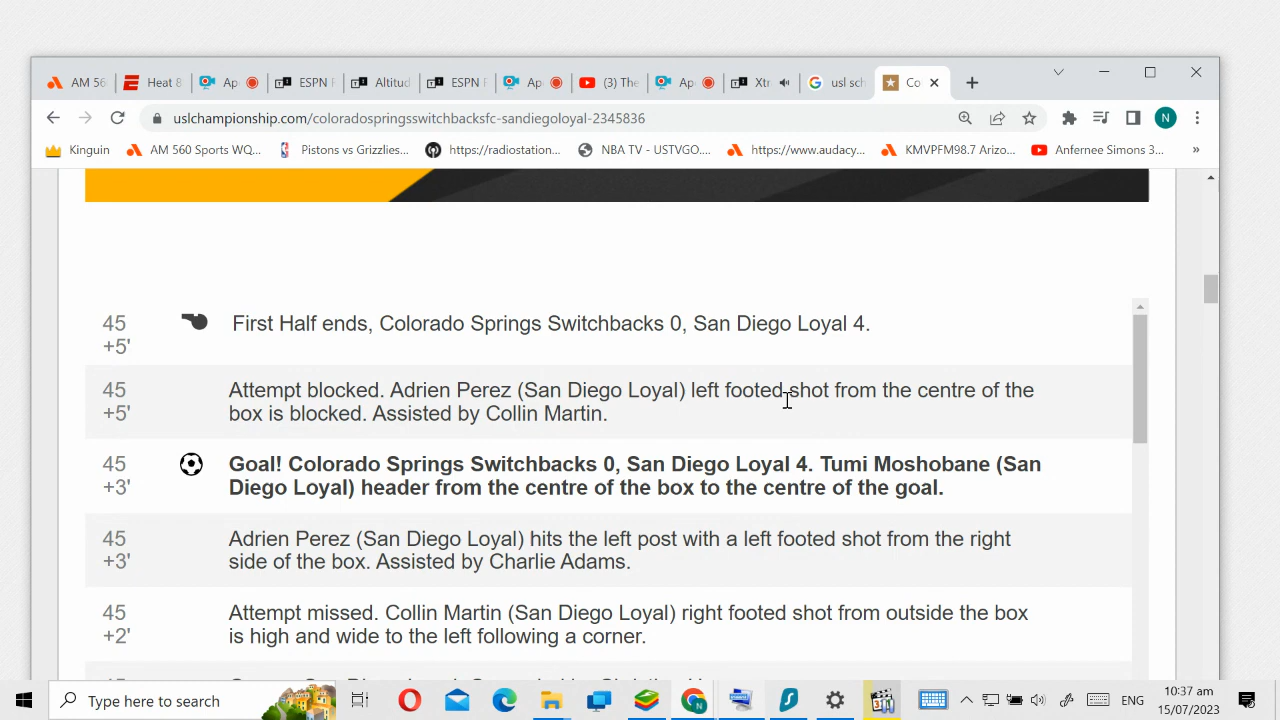 AM 56
Heat 8
Ap
ESPN F
Altitud
ESPN F
Ap
(3) The
Ap
Xtr
usl sch
Co
uslchampionship.com/coloradospringsswitchbacksfc-sandiegoloyal-2345836
N
Kinguin
AM 560 Sports WQ...
Pistons vs Grizzlies...
https://radiostation...
NBA TV - USTVGO....
https://www.audacy...
KMVPFM98.7 Arizo...
Anfernee Simons 3...
»
45
+5'
First Half ends, Colorado Springs Switchbacks 0, San Diego Loyal 4.
45
+5'
Attempt blocked. Adrien Perez (San Diego Loyal) left footed shot from the centre of the
box is blocked. Assisted by Collin Martin.
45
+3'
Goal! Colorado Springs Switchbacks 0, San Diego Loyal 4. Tumi Moshobane (San
Diego Loyal) header from the centre of the box to the centre of the goal.
45
+3'
Adrien Perez (San Diego Loyal) hits the left post with a left footed shot from the right
side of the box. Assisted by Charlie Adams.
45
+2'
Attempt missed. Collin Martin (San Diego Loyal) right footed shot from outside the box
is high and wide to the left following a corner.
Type here to search
ENG
10:37 am
15/07/2023